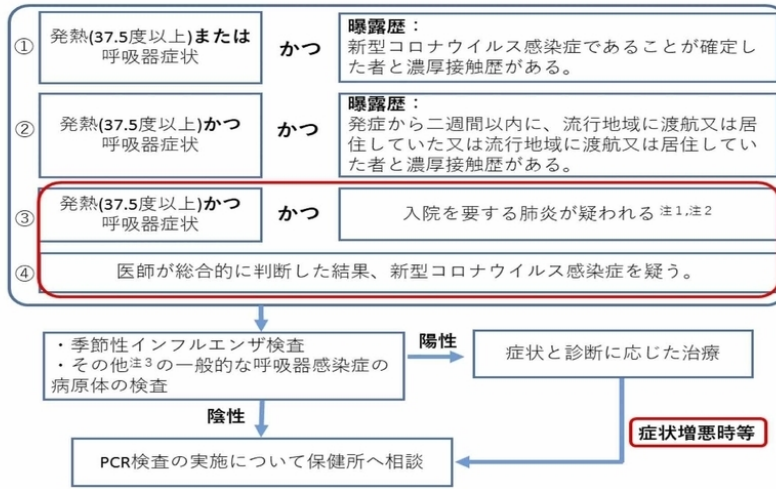 ①
発熱(37.5度以上)または
呼吸器症状
かつ
曝露歴：
新型コロナウイルス感染症であることが確定し
た者と濃厚接触歴がある。
②
発熱(37.5度以上)かつ
呼吸器症状
かつ
曝露歴：
発症から二週間以内に、流行地域に渡航又は居
住していた又は流行地域に渡航又は居住してい
た者と濃厚接触歴がある。
③
発熱(37.5度以上)かつ
呼吸器症状
かつ
入院を要する肺炎が疑われる 注1,注2
④
医師が総合的に判断した結果、新型コロナウイルス感染症を疑う。
・季節性インフルエンザ検査
・その他注3の一般的な呼吸器感染症の
病原体の検査
陽性
症状と診断に応じた治療
陰性
症状増悪時等
PCR検査の実施について保健所へ相談